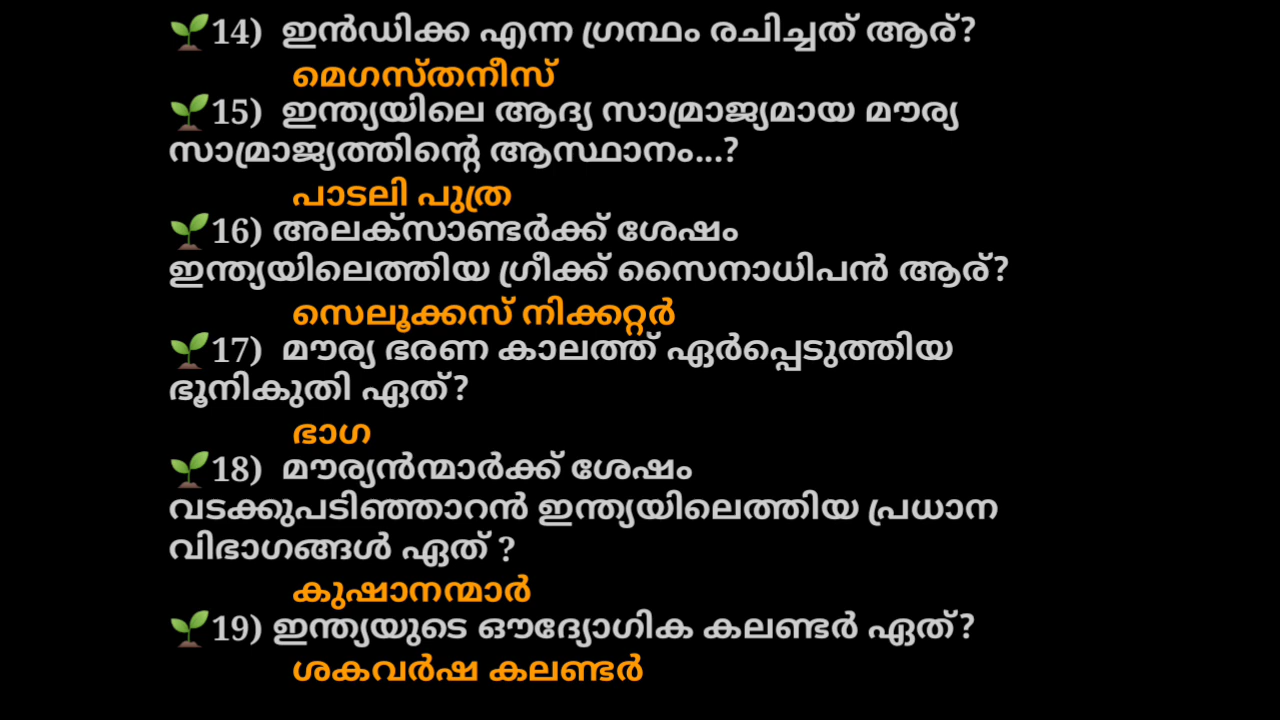 🌱14) ഇൻഡിക്ക എന്ന ഗ്രന്ഥം രചിച്ചത് ആര്?
മെഗസ്തനീസ്
🌱15) ഇന്ത്യയിലെ ആദ്യ സാമ്രാജ്യമായ മൗര്യ
സാമ്രാജ്യത്തിന്റെ ആസ്ഥാനം...?
പാടലി പുത്ര
🌱16) അലക്സാണ്ടർക്ക് ശേഷം
ഇന്ത്യയിലെത്തിയ ഗ്രീക്ക് സൈനാധിപൻ ആര്?
സെലൂക്കസ് നിക്കറ്റർ
🌱17) മൗര്യ ഭരണ കാലത്ത് ഏർപ്പെടുത്തിയ
ഭൂനികുതി ഏത്?
ഭാഗ
🌱18) മൗര്യൻന്മാർക്ക് ശേഷം
വടക്കുപടിഞ്ഞാറൻ ഇന്ത്യയിലെത്തിയ പ്രധാന
വിഭാഗങ്ങൾ ഏത് ?
കുഷാനന്മാർ
🌱19) ഇന്ത്യയുടെ ഔദ്യോഗിക കലണ്ടർ ഏത്?
ശകവർഷ കലണ്ടർ